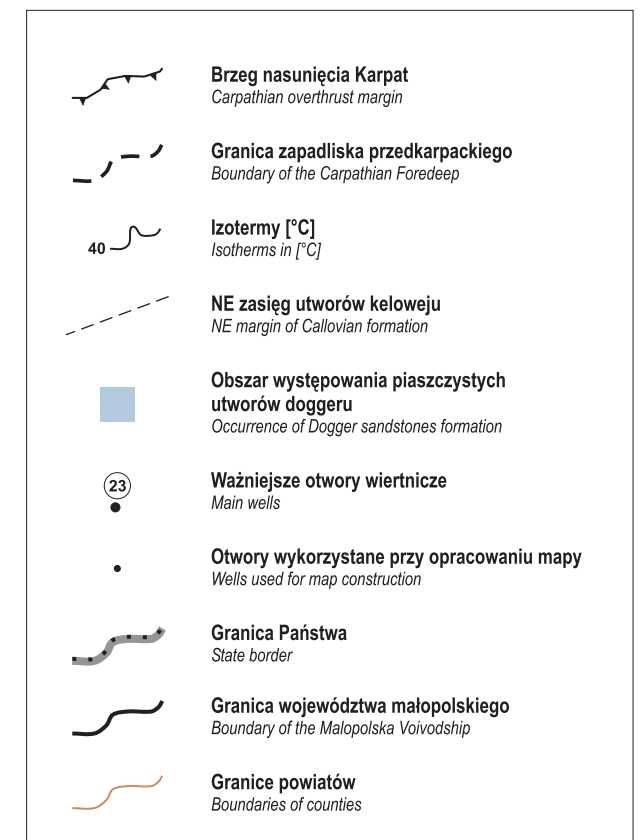 Brzeg nasunięcia Karpat
Carpathian overthrust margin
Granica zapadliska przedkarpackiego
Boundary of the Carpathian Foredeep
40
Izotermy [°C]
Isotherms in [°C]
NE zasięg utworów keloweju
NE margin of Callovian formation
Obszar występowania piaszczystych
utworów doggeru
Occurrence of Dogger sandstones formation
23
Ważniejsze otwory wiertnicze
Main wells
Otwory wykorzystane przy opracowaniu mapy
Wells used for map construction
Granica Państwa
State border
Granica województwa małopolskiego
Boundary of the Malopolska Voivodship
Granice powiatów
Boundaries of counties